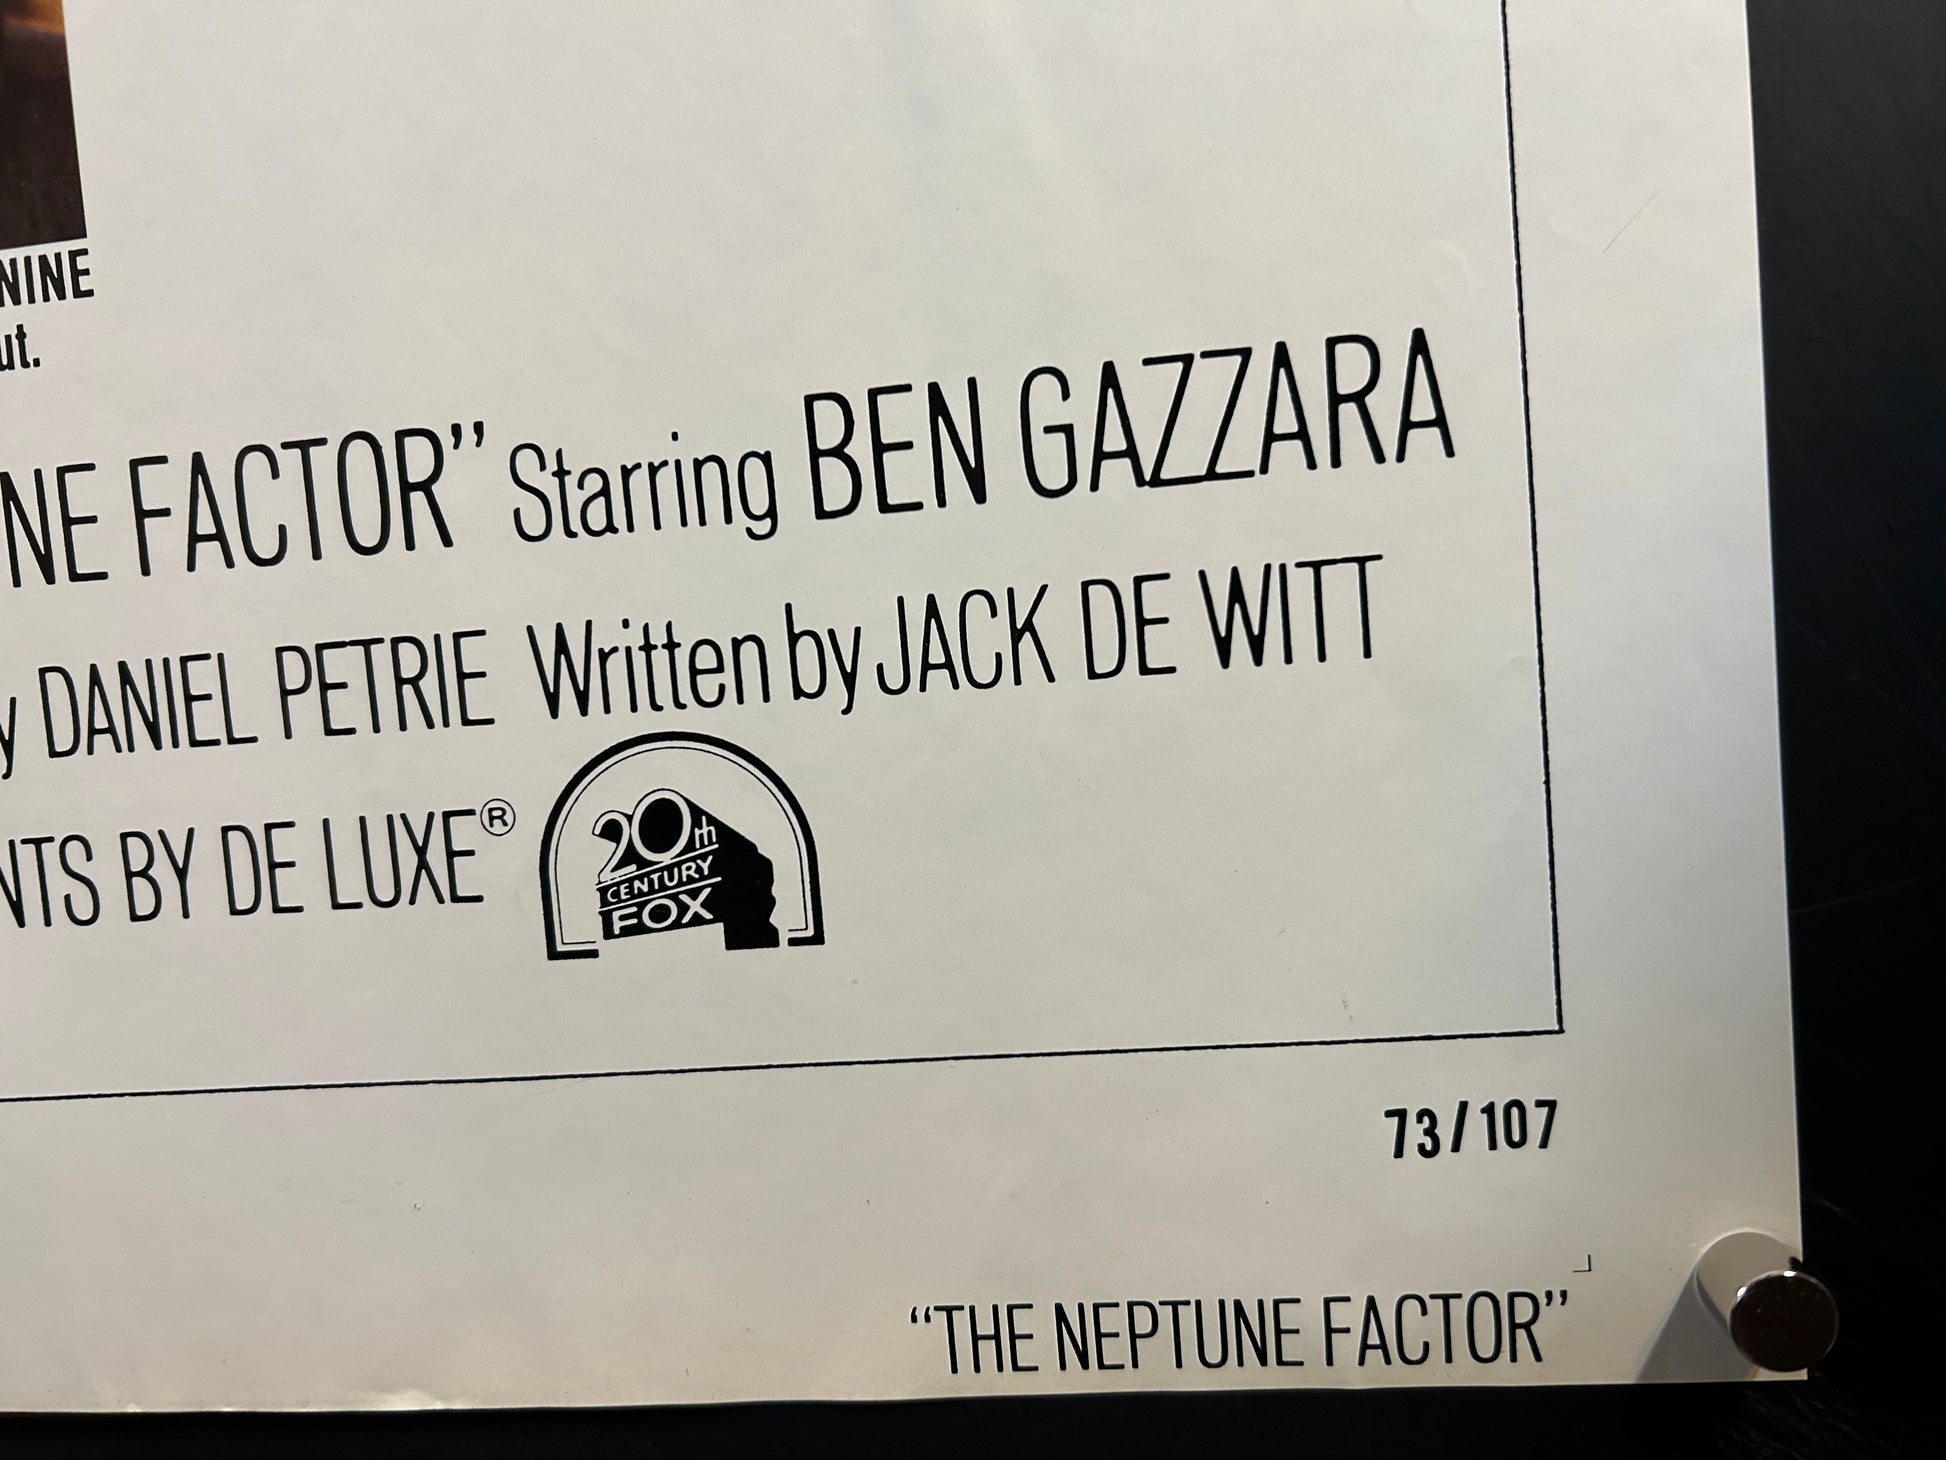 NINE
ut.
NE FACTOR” Starring BEN GAZZARA
y DANIEL PETRIE Written by JACK DE WITT
NTS BY DE LUXE®
20th
CENTURY
FOX
73/107
“THE NEPTUNE FACTOR”